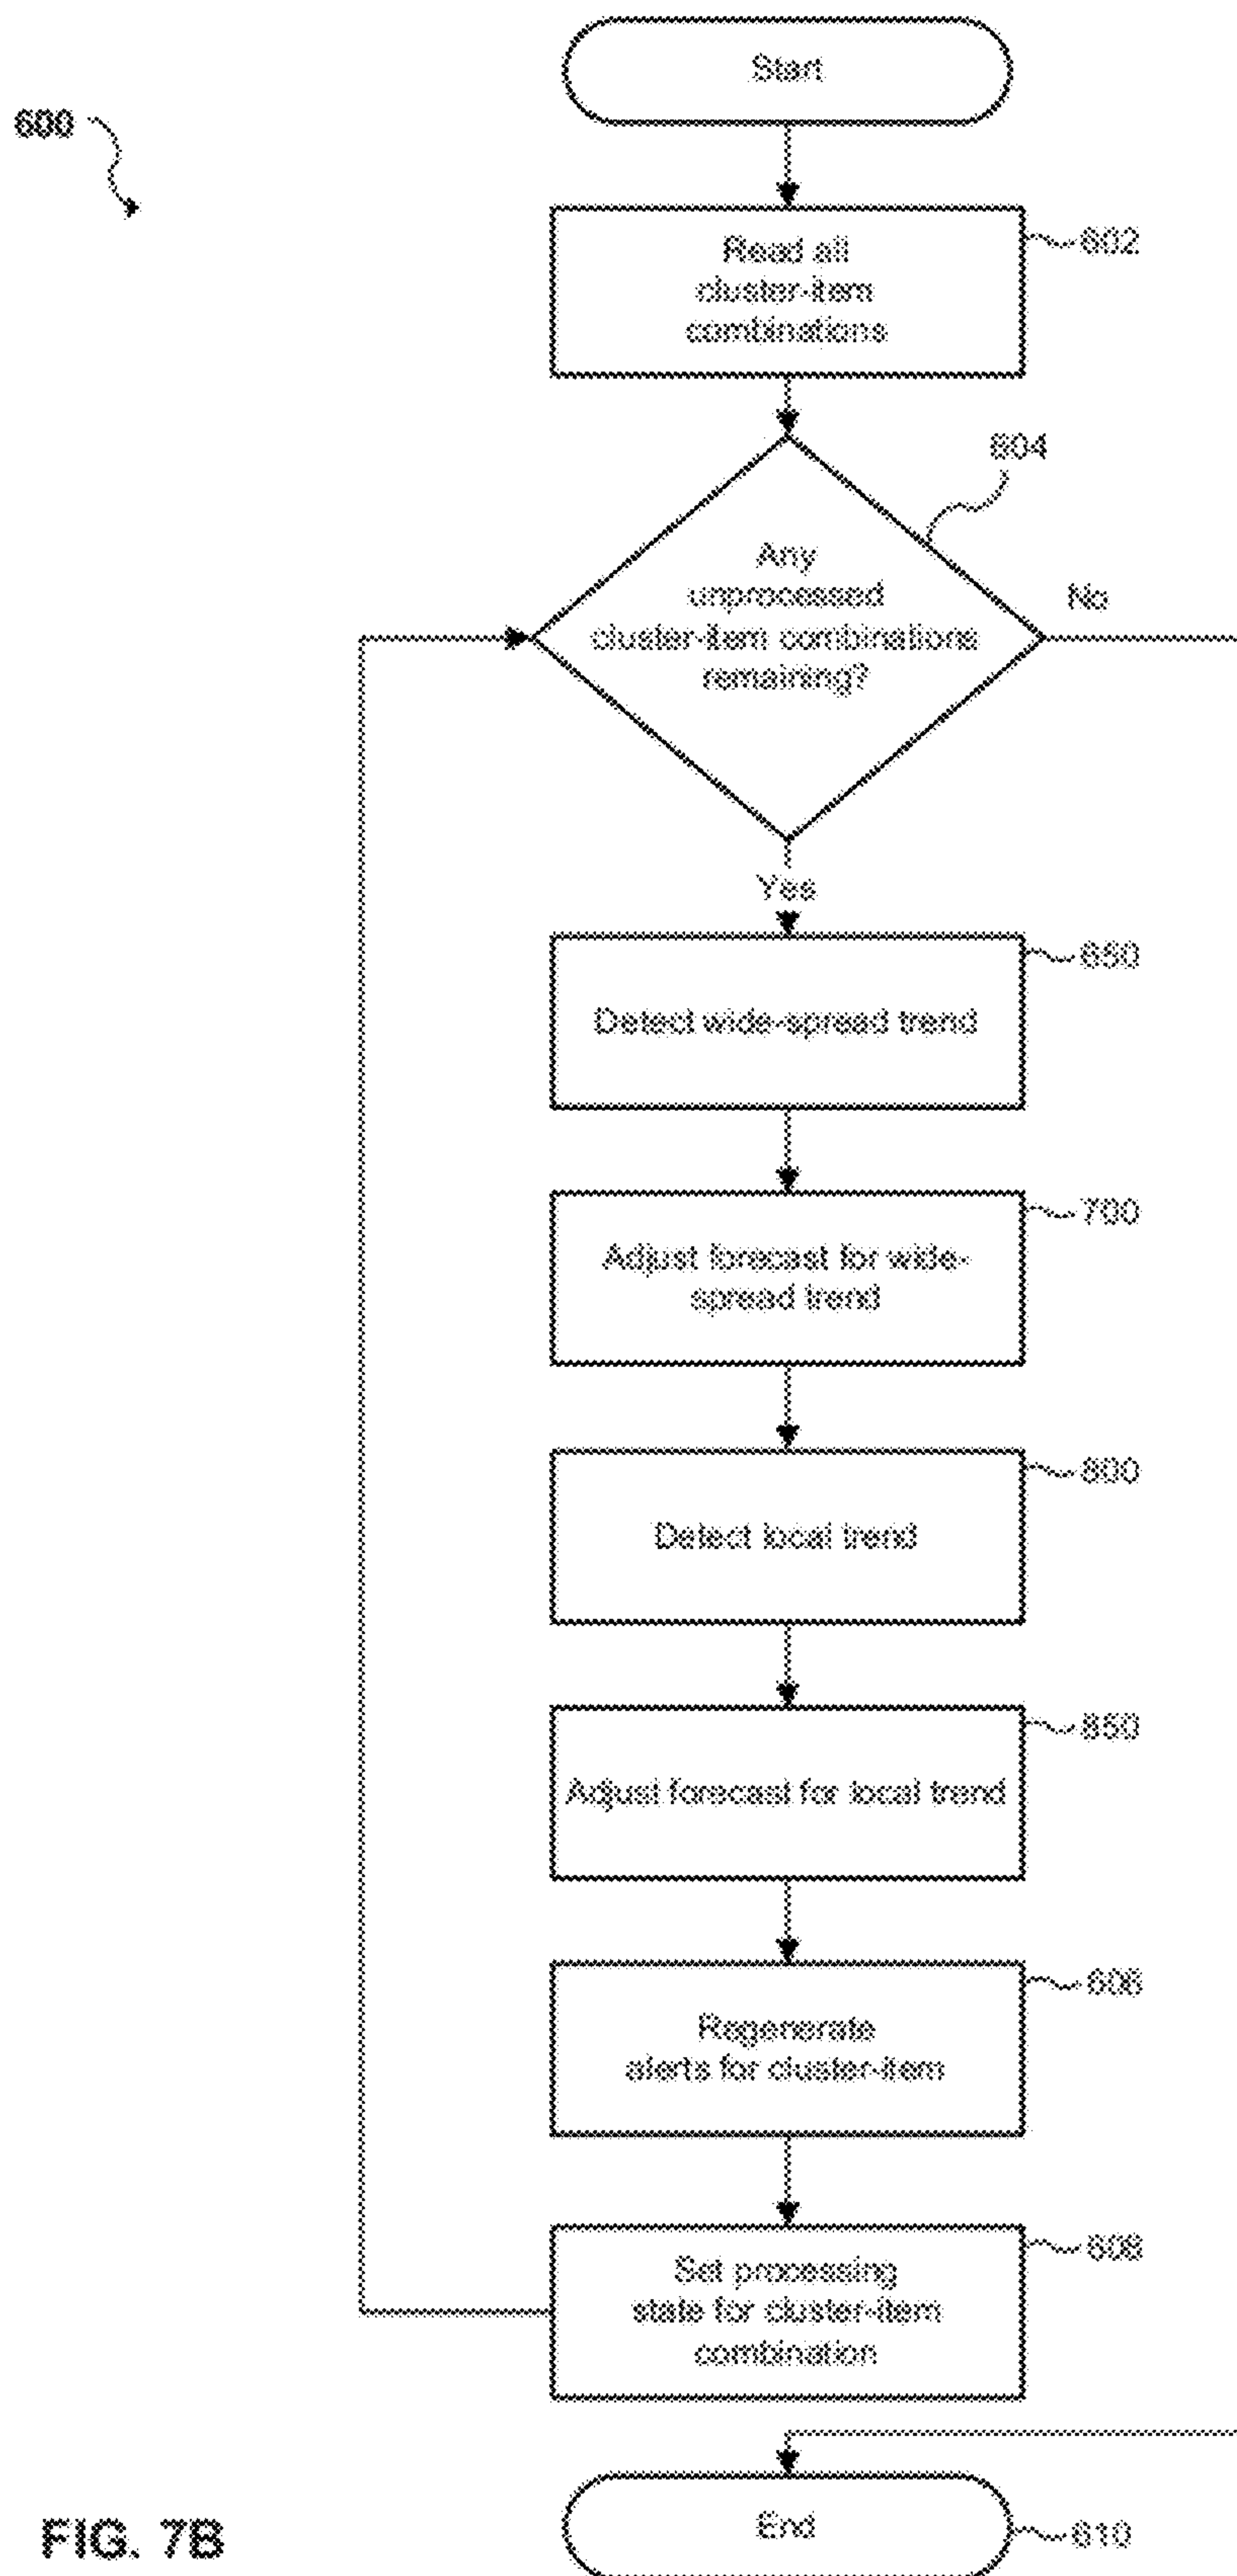 Start
600
Read all
cluster-item
combinations
602
604
Any
unprocessed
cluster-item combinations
remaining?
No
Yes
650
Detect wide-spread trend
700
Adjust forecast for wide-
spread trend
800
Detect local trend
850
Adjust forecast for local trend
606
Regenerate
alerts for cluster-item
608
Set processing
state for cluster-item
combination
End
610
FIG. 7B